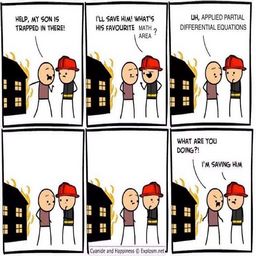 HELP, MY SON IS
TRAPPED IN THERE!
I'LL SAVE HIM! WHAT'S
HIS FAVOURITE MATH
AREA ?
UH, APPLIED PARTIAL
DIFFERENTIAL EQUATIONS
WHAT ARE YOU
DOING?!
I'M SAVING HIM
Cyanide and Happiness © Explosm.net